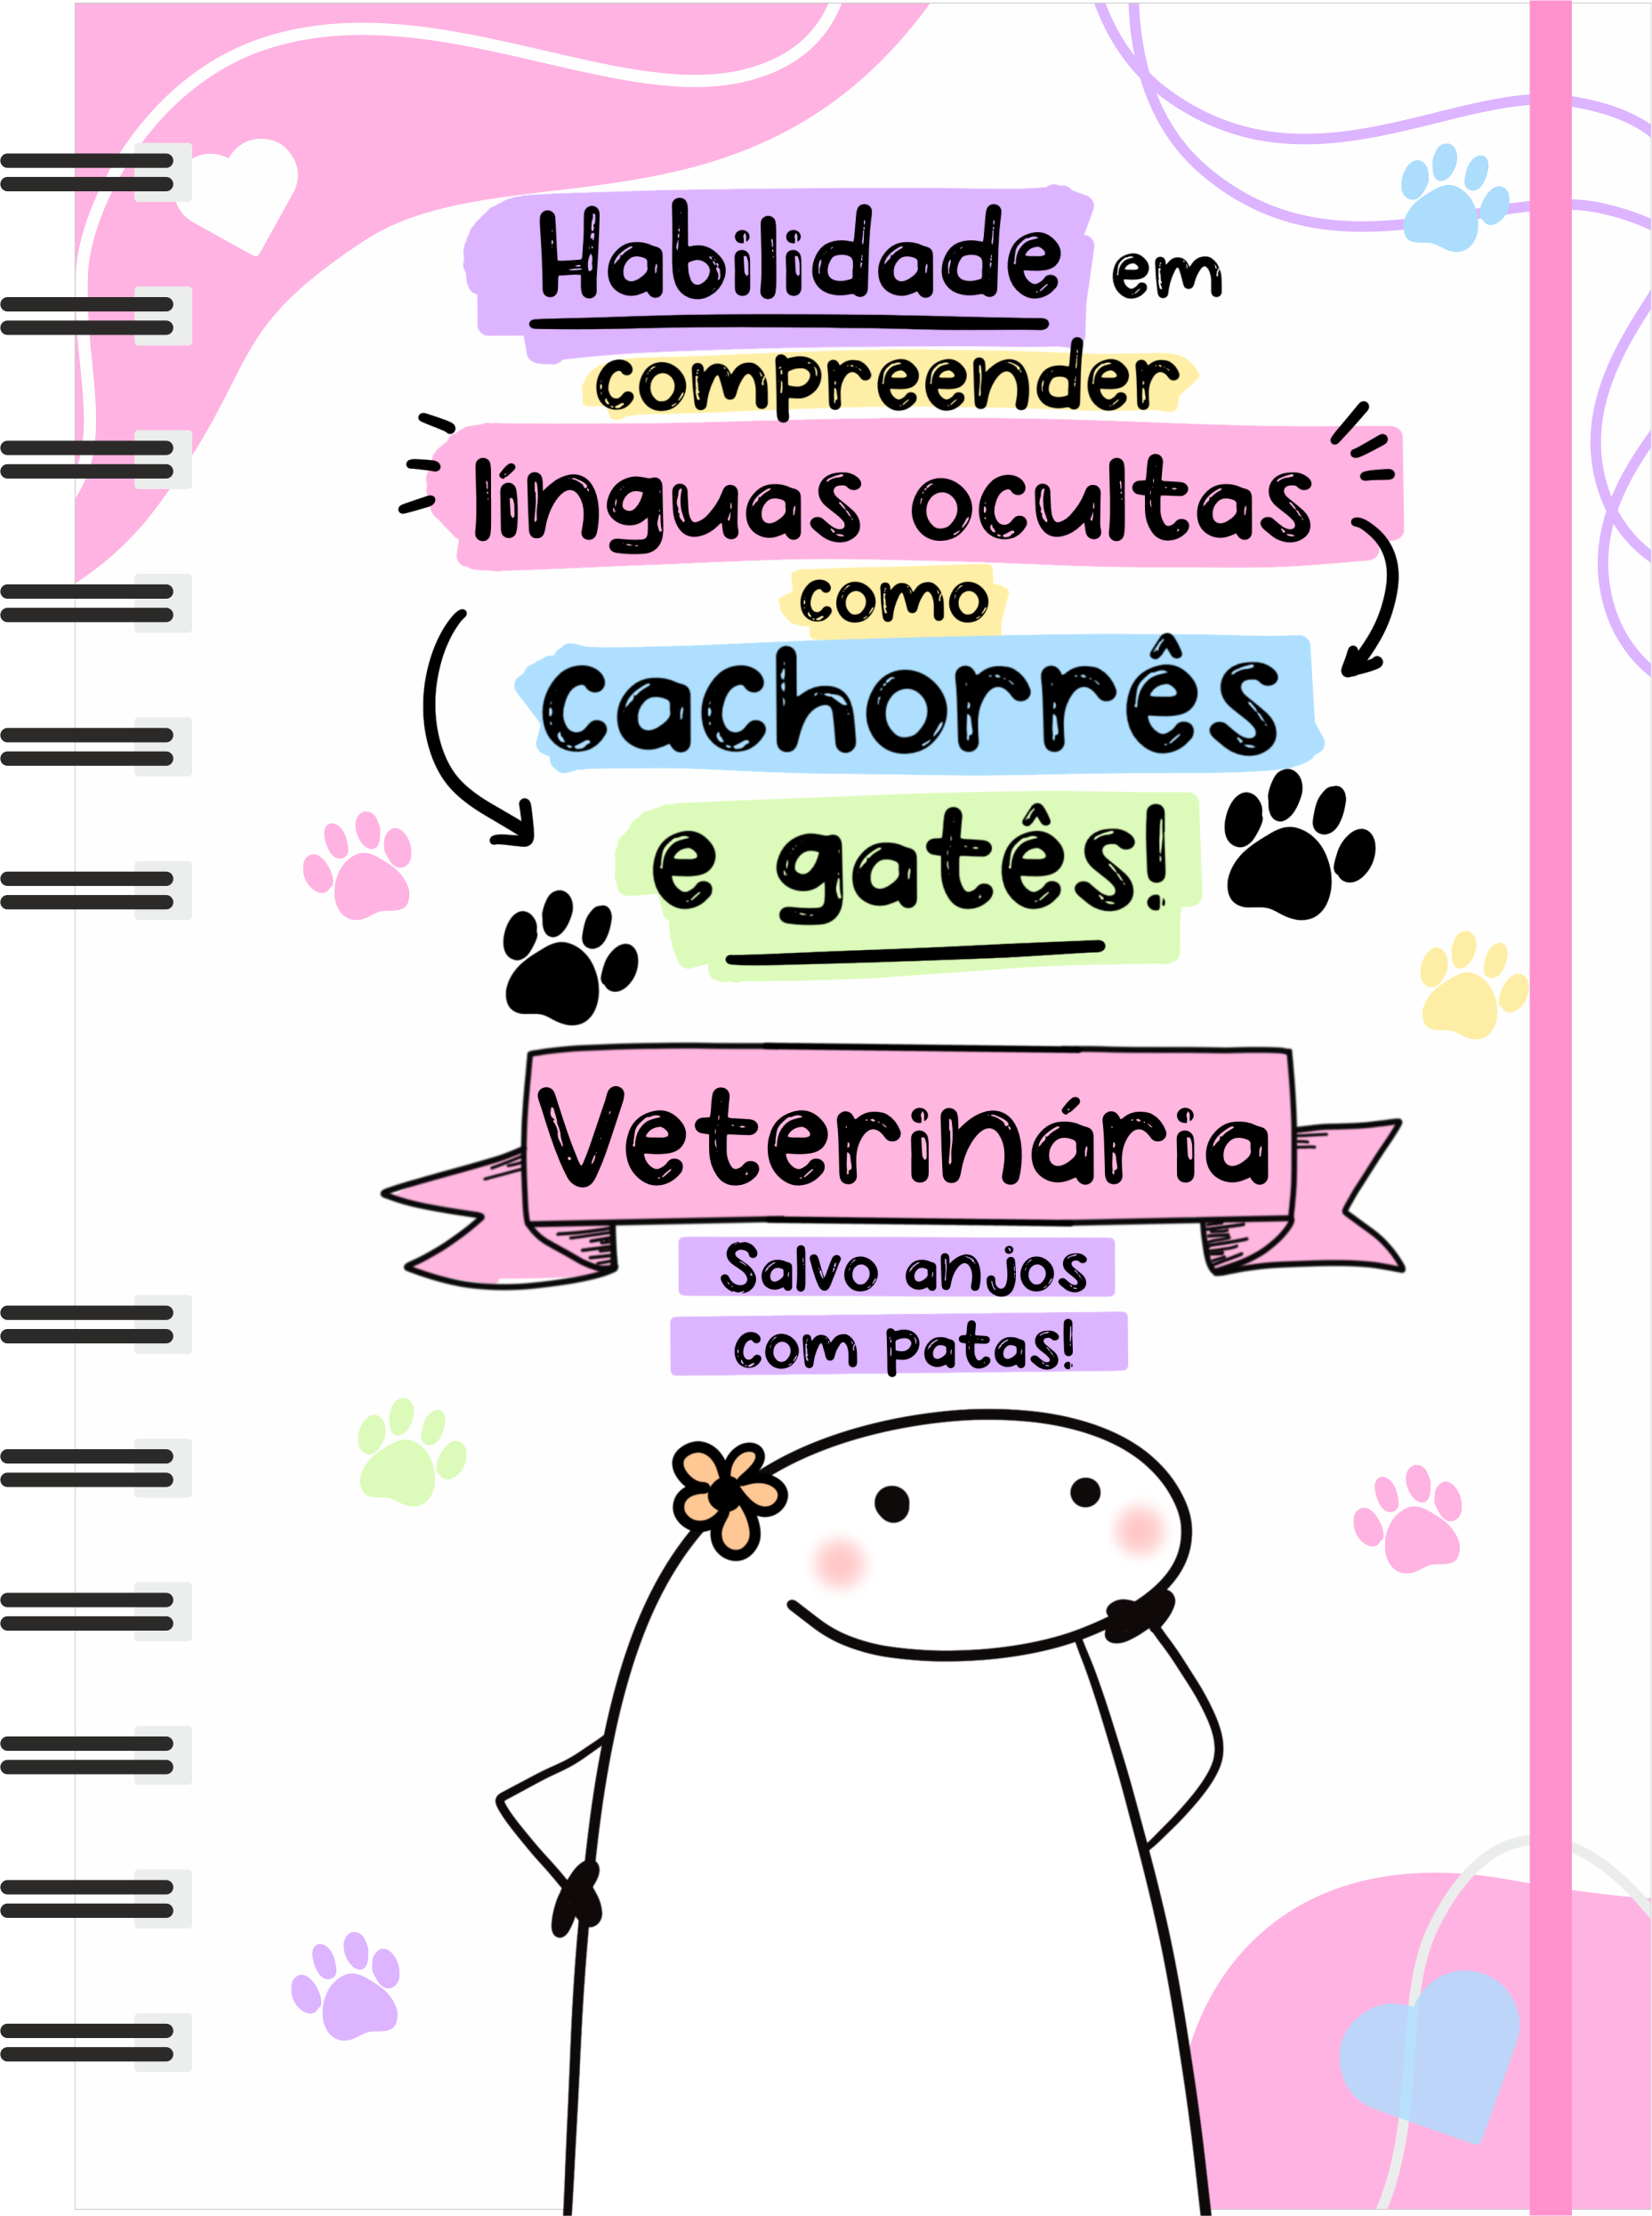 Habilidade em
compreender
línguas ocultas
como
cachorrês
e gatês!
Veterinária
Salvo anjos
com patas!